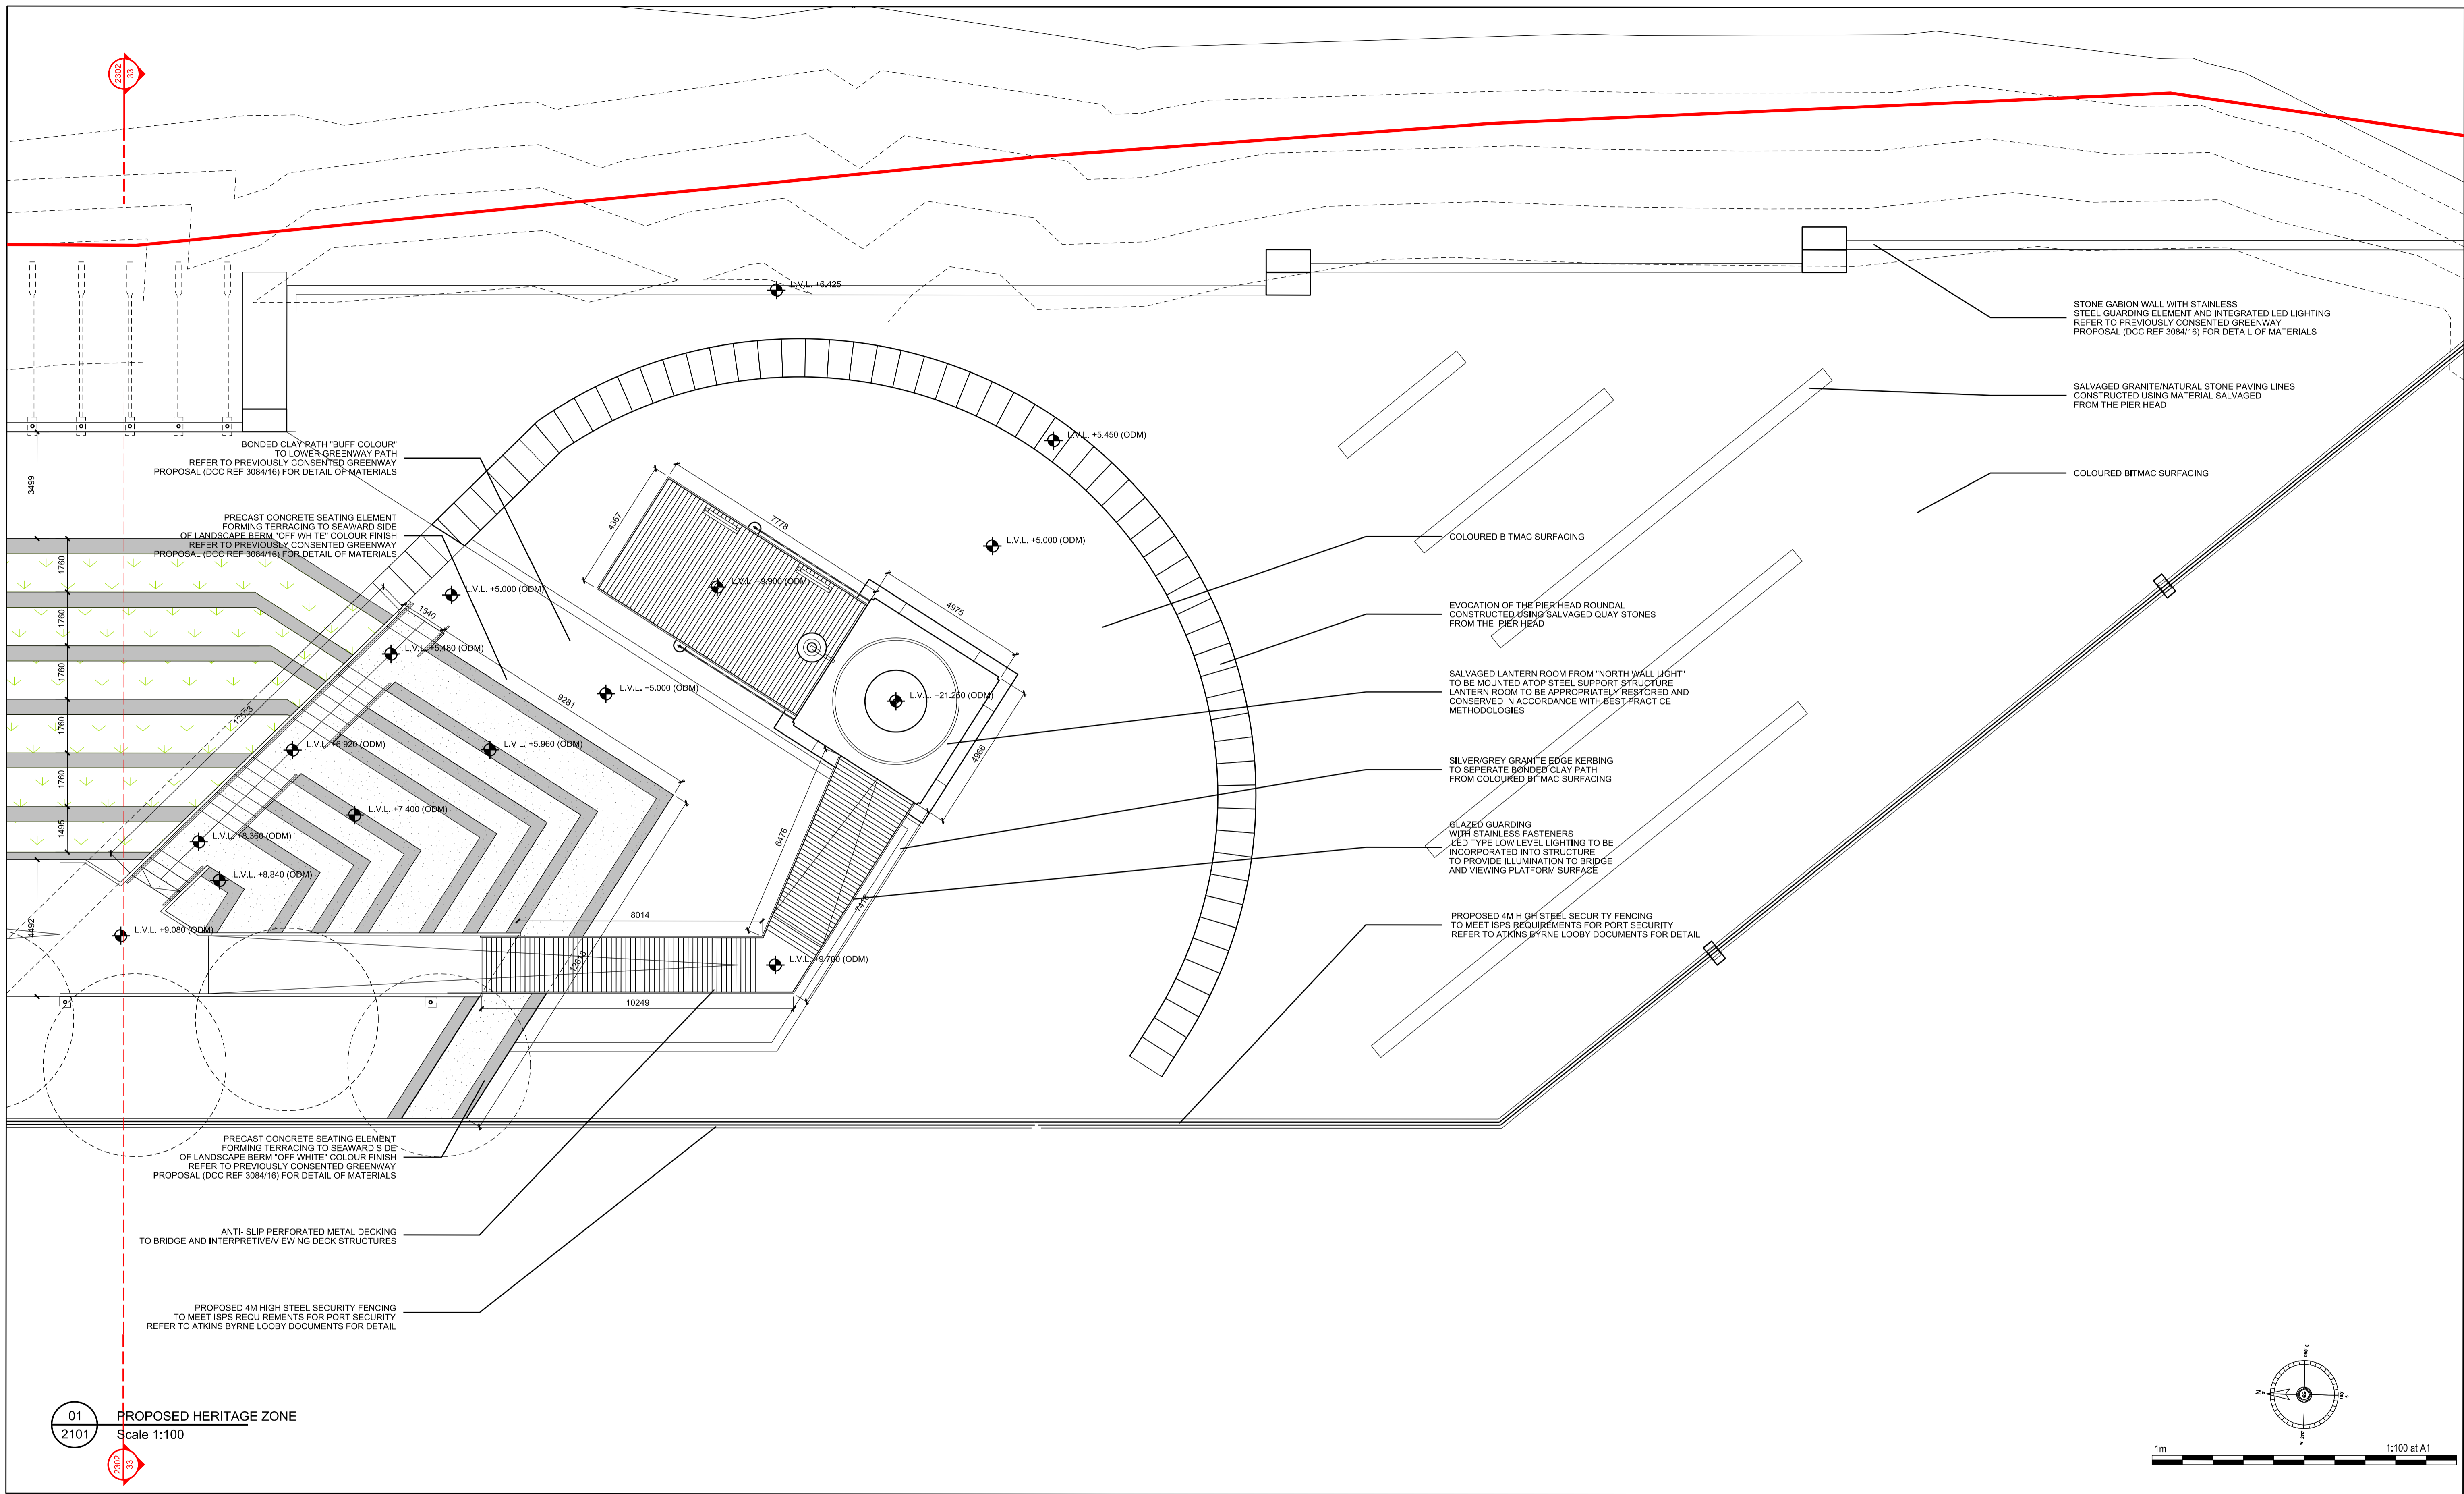 2302
33
L.V.L. +6,425
STONE GABION WALL WITH STAINLESS
STEEL GUARDING ELEMENT AND INTEGRATED LED LIGHTING
REFER TO PREVIOUSLY CONSENTED GREENWAY
PROPOSAL (DCC REF 3084/16) FOR DETAIL OF MATERIALS
SALVAGED GRANITE/NATURAL STONE PAVING LINES
CONSTRUCTED USING MATERIAL SALVAGED
FROM THE PIER HEAD
COLOURED BITMAC SURFACING
BONDED CLAY PATH "BUFF COLOUR"
TO LOWER GREENWAY PATH
REFER TO PREVIOUSLY CONSENTED GREENWAY
PROPOSAL (DCC REF 3084/16) FOR DETAIL OF MATERIALS
PRECAST CONCRETE SEATING ELEMENT
FORMING TERRACING TO SEAWARD SIDE
OF LANDSCAPE BERM "OFF WHITE" COLOUR FINISH
REFER TO PREVIOUSLY CONSENTED GREENWAY
PROPOSAL (DCC REF 3084/16) FOR DETAIL OF MATERIALS
3499
1760
1760
1760
1760
1760
1495
4492
L.V.L. +5.450 (ODM)
L.V.L. +5,000 (ODM)
L.V.L. +9.900 (ODM)
L.V.L. +5.000 (ODM)
L.V.L. +5,480 (ODM)
L.V.L. +5.000 (ODM)
L.V.L. +21.250 (ODM)
L.V.L. +6.920 (ODM)
L.V.L. +5.960 (ODM)
L.V.L. +7,400 (ODM)
L.V.L. +8,360 (ODM)
L.V.L. +8,840 (ODM)
L.V.L. +9,080 (ODM)
L.V.L. +9.700 (ODM)
4367
7778
4975
4966
1540
9281
12523
6476
7416
8014
12618
10249
COLOURED BITMAC SURFACING
EVOCATION OF THE PIER HEAD ROUNDAL
CONSTRUCTED USING SALVAGED QUAY STONES
FROM THE PIER HEAD
SALVAGED LANTERN ROOM FROM "NORTH WALL LIGHT"
TO BE MOUNTED ATOP STEEL SUPPORT STRUCTURE
LANTERN ROOM TO BE APPROPRIATELY RESTORED AND
CONSERVED IN ACCORDANCE WITH BEST PRACTICE
METHODOLOGIES
SILVER/GREY GRANITE EDGE KERBING
TO SEPERATE BONDED CLAY PATH
FROM COLOURED BITMAC SURFACING
GLAZED GUARDING
WITH STAINLESS FASTENERS
LED TYPE LOW LEVEL LIGHTING TO BE
INCORPORATED INTO STRUCTURE
TO PROVIDE ILLUMINATION TO BRIDGE
AND VIEWING PLATFORM SURFACE
PROPOSED 4M HIGH STEEL SECURITY FENCING
TO MEET ISPS REQUIREMENTS FOR PORT SECURITY
REFER TO ATKINS BYRNE LOOBY DOCUMENTS FOR DETAIL
PRECAST CONCRETE SEATING ELEMENT
FORMING TERRACING TO SEAWARD SIDE
OF LANDSCAPE BERM "OFF WHITE" COLOUR FINISH
REFER TO PREVIOUSLY CONSENTED GREENWAY
PROPOSAL (DCC REF 3084/16) FOR DETAIL OF MATERIALS
ANTI- SLIP PERFORATED METAL DECKING
TO BRIDGE AND INTERPRETIVE/VIEWING DECK STRUCTURES
PROPOSED 4M HIGH STEEL SECURITY FENCING
TO MEET ISPS REQUIREMENTS FOR PORT SECURITY
REFER TO ATKINS BYRNE LOOBY DOCUMENTS FOR DETAIL
01
2101
PROPOSED HERITAGE ZONE
Scale 1:100
2302
33
N
1m
1:100 at A1